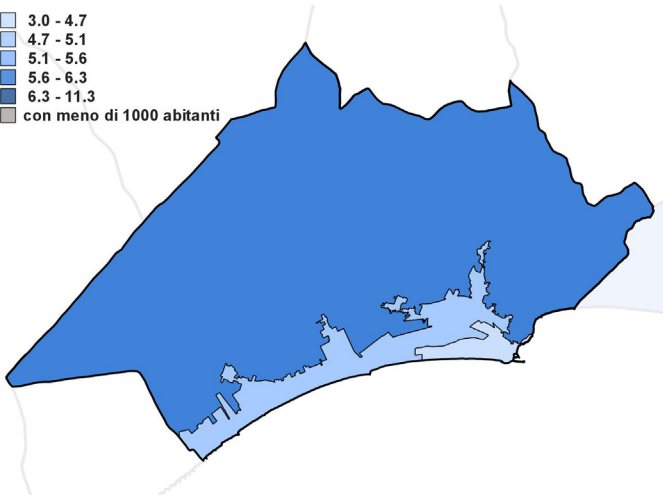 3.0 - 4.7
4.7 - 5.1
5.1 - 5.6
5.6 - 6.3
6.3 - 11.3
con meno di 1000 abitanti